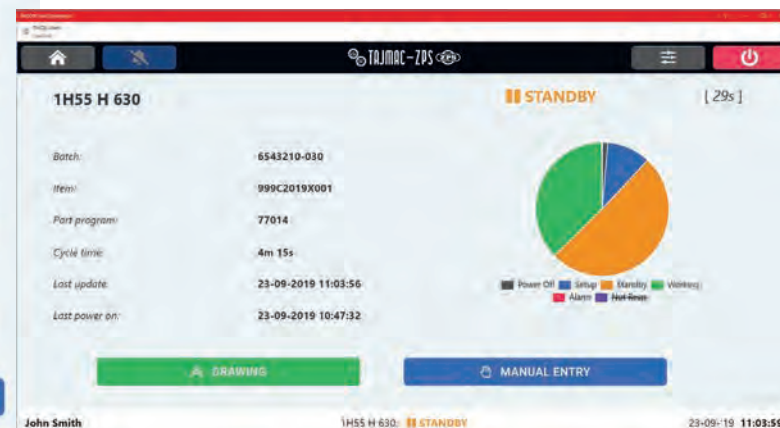 TAJMAC-ZPS
1H55 H 630
STANDBY
[ 29s ]
Batch: 6543210-030
Item: 999C2019X001
Part program: 77014
Cycle time: 4m 15s
Last update: 23-09-2019 11:03:56
Last power on: 23-09-2019 10:47:32
Power Off Setup Standby Working
Alarm Not Reav.
DRAWING
MANUAL ENTRY
John Smith 1H55 H 630: STANDBY 23-09-'19 11:03:59